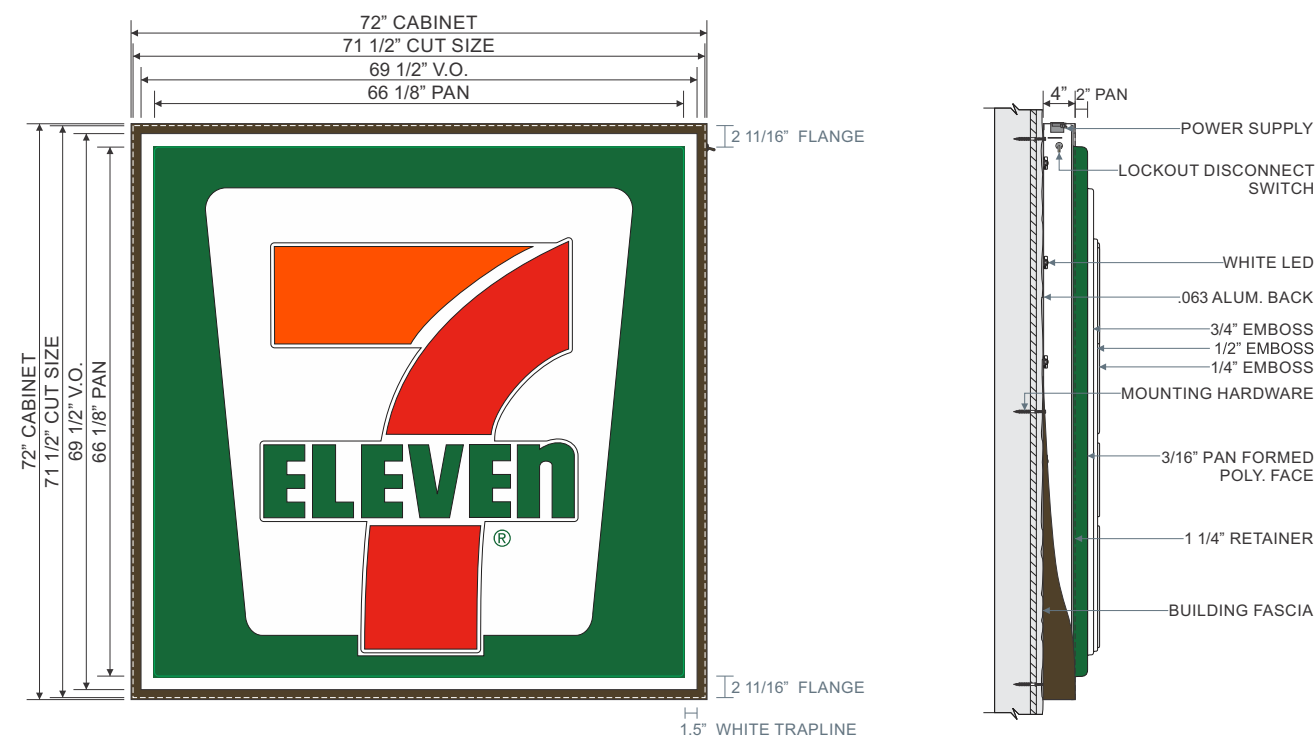 72” CABINET
71 1/2” CUT SIZE
69 1/2” V.O.
66 1/8” PAN
72” CABINET
71 1/2” CUT SIZE
69 1/2” V.O.
66 1/8” PAN
2 11/16” FLANGE
ELEVEn
®
2 11/16” FLANGE
1.5” WHITE TRAPLINE
4” 2” PAN
POWER SUPPLY
LOCKOUT DISCONNECT
SWITCH
WHITE LED
.063 ALUM. BACK
3/4” EMBOSS
1/2” EMBOSS
1/4” EMBOSS
MOUNTING HARDWARE
3/16” PAN FORMED
POLY. FACE
1 1/4” RETAINER
BUILDING FASCIA